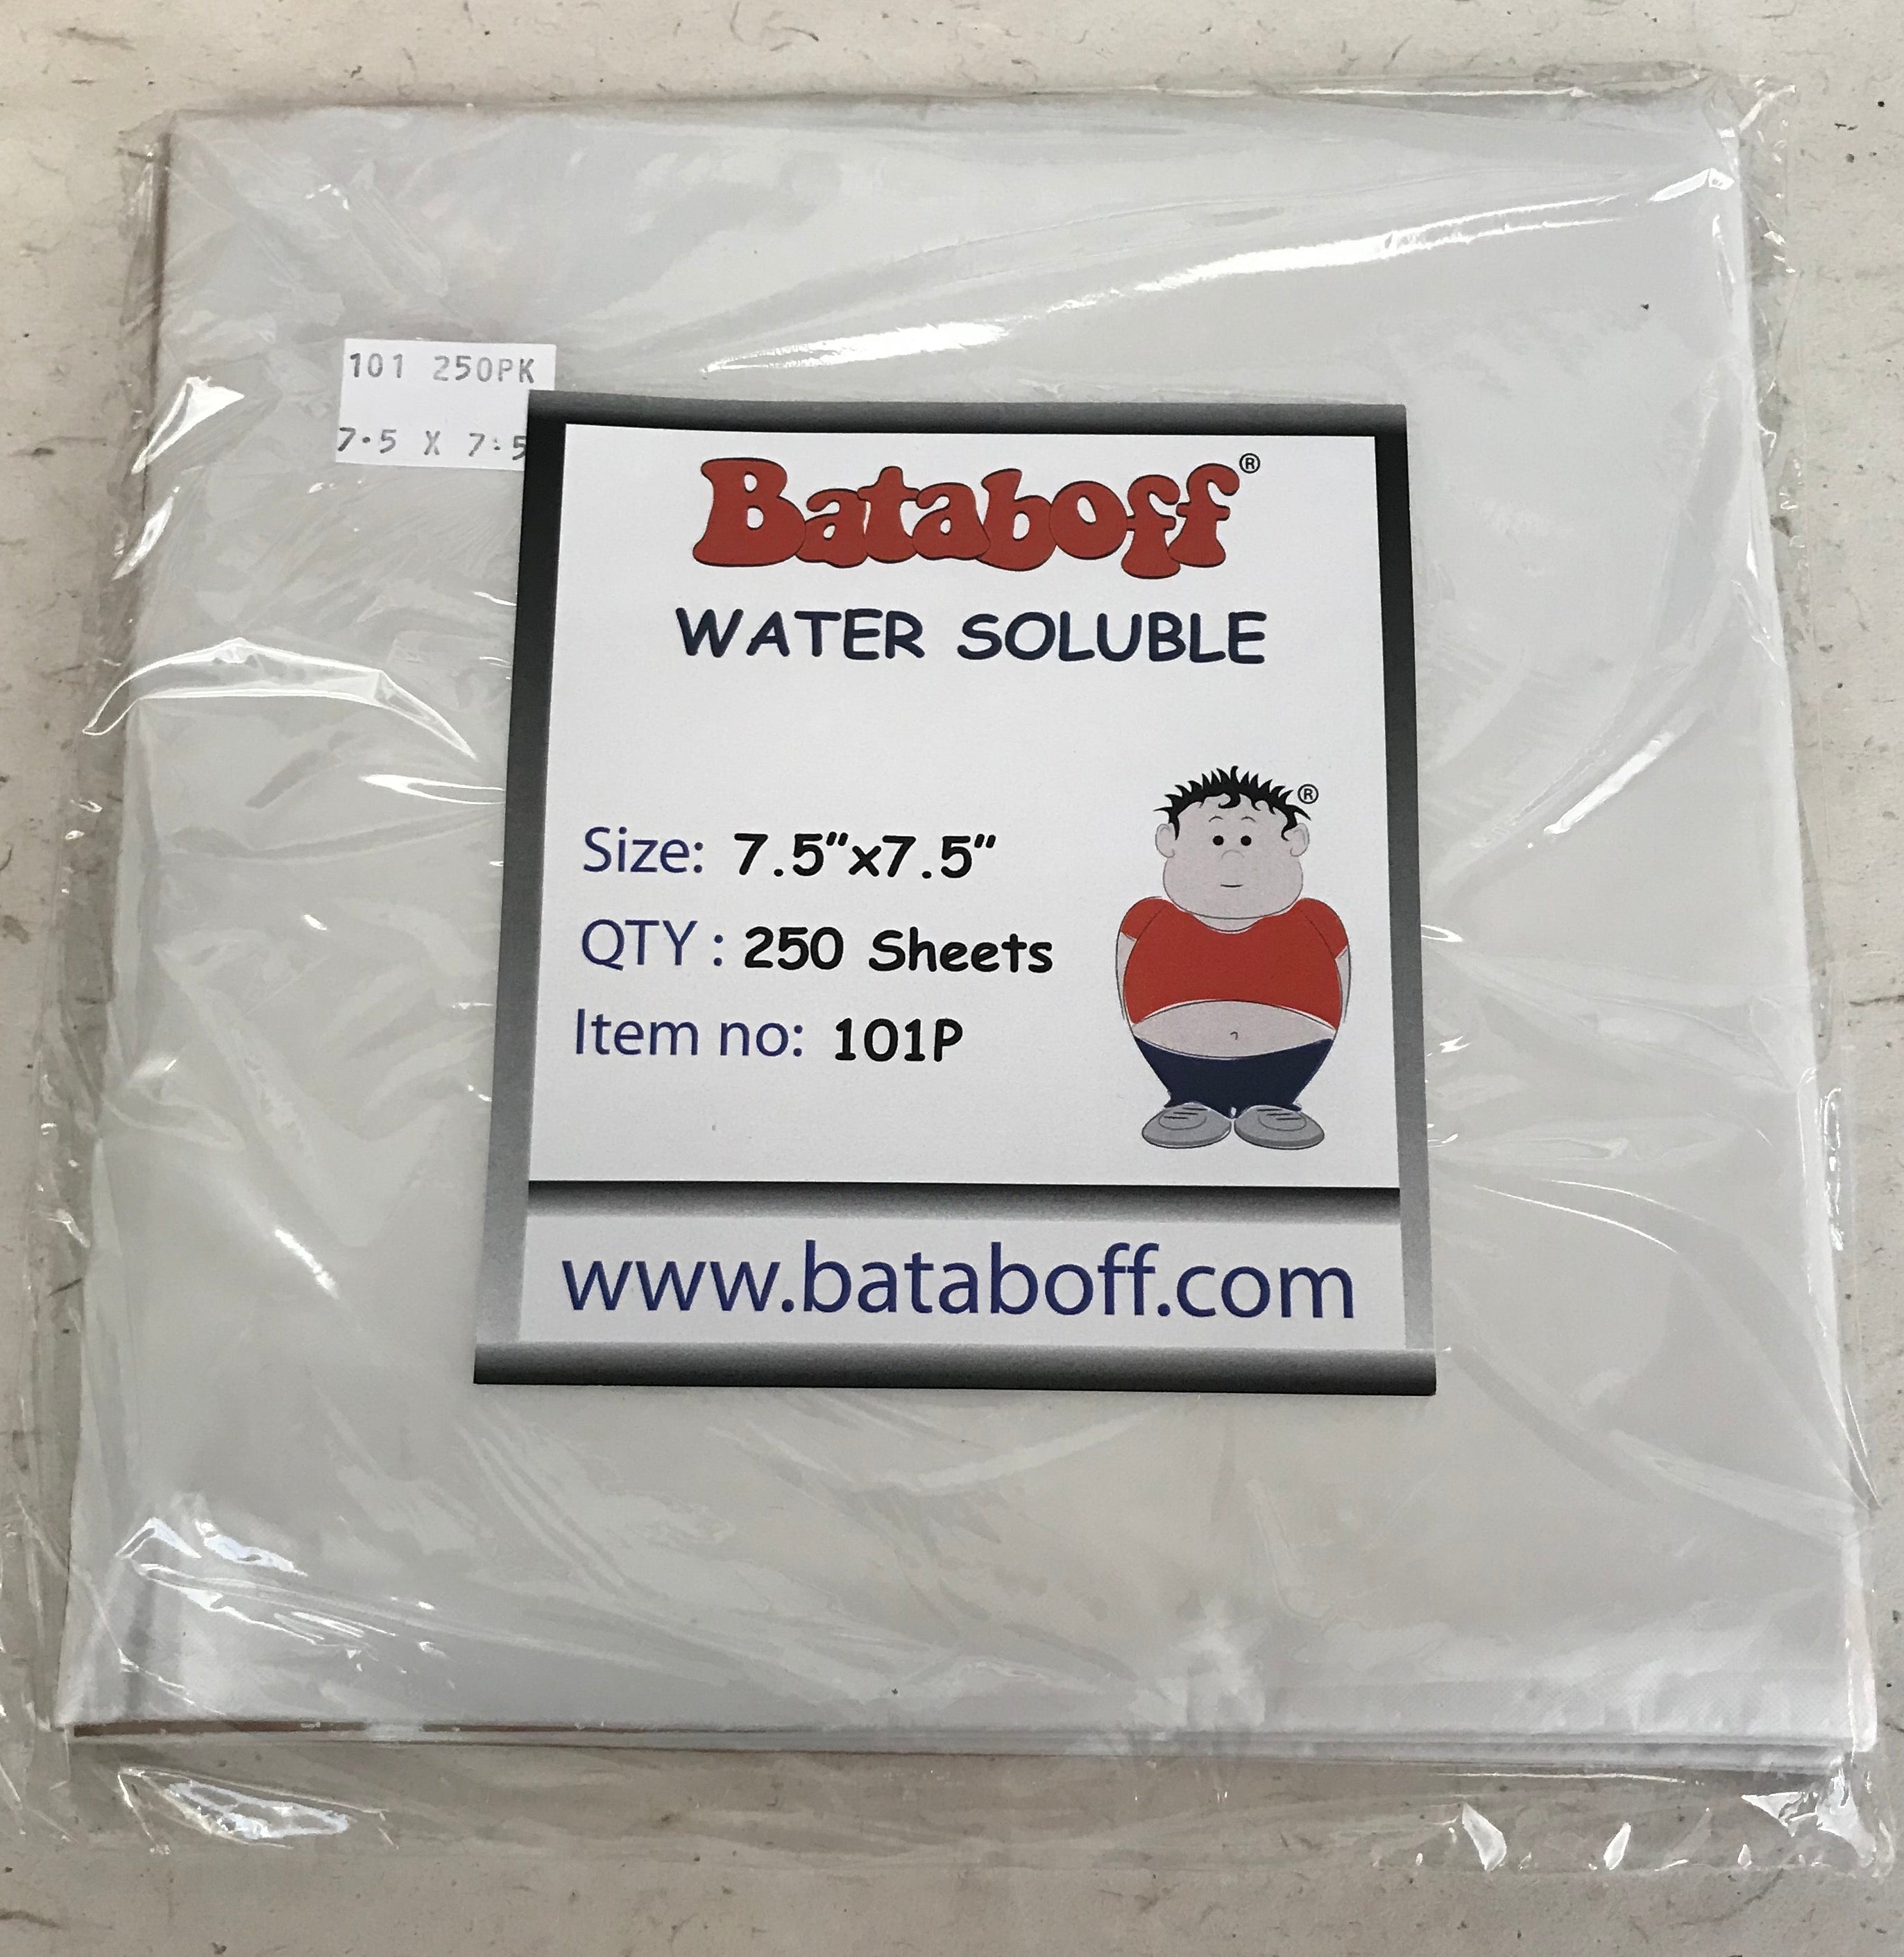 101 250PK
7.5 X 7.5
Bataboff®
WATER SOLUBLE
®
Size: 7.5"x7.5"
QTY : 250 Sheets
Item no: 101P
www.bataboff.com